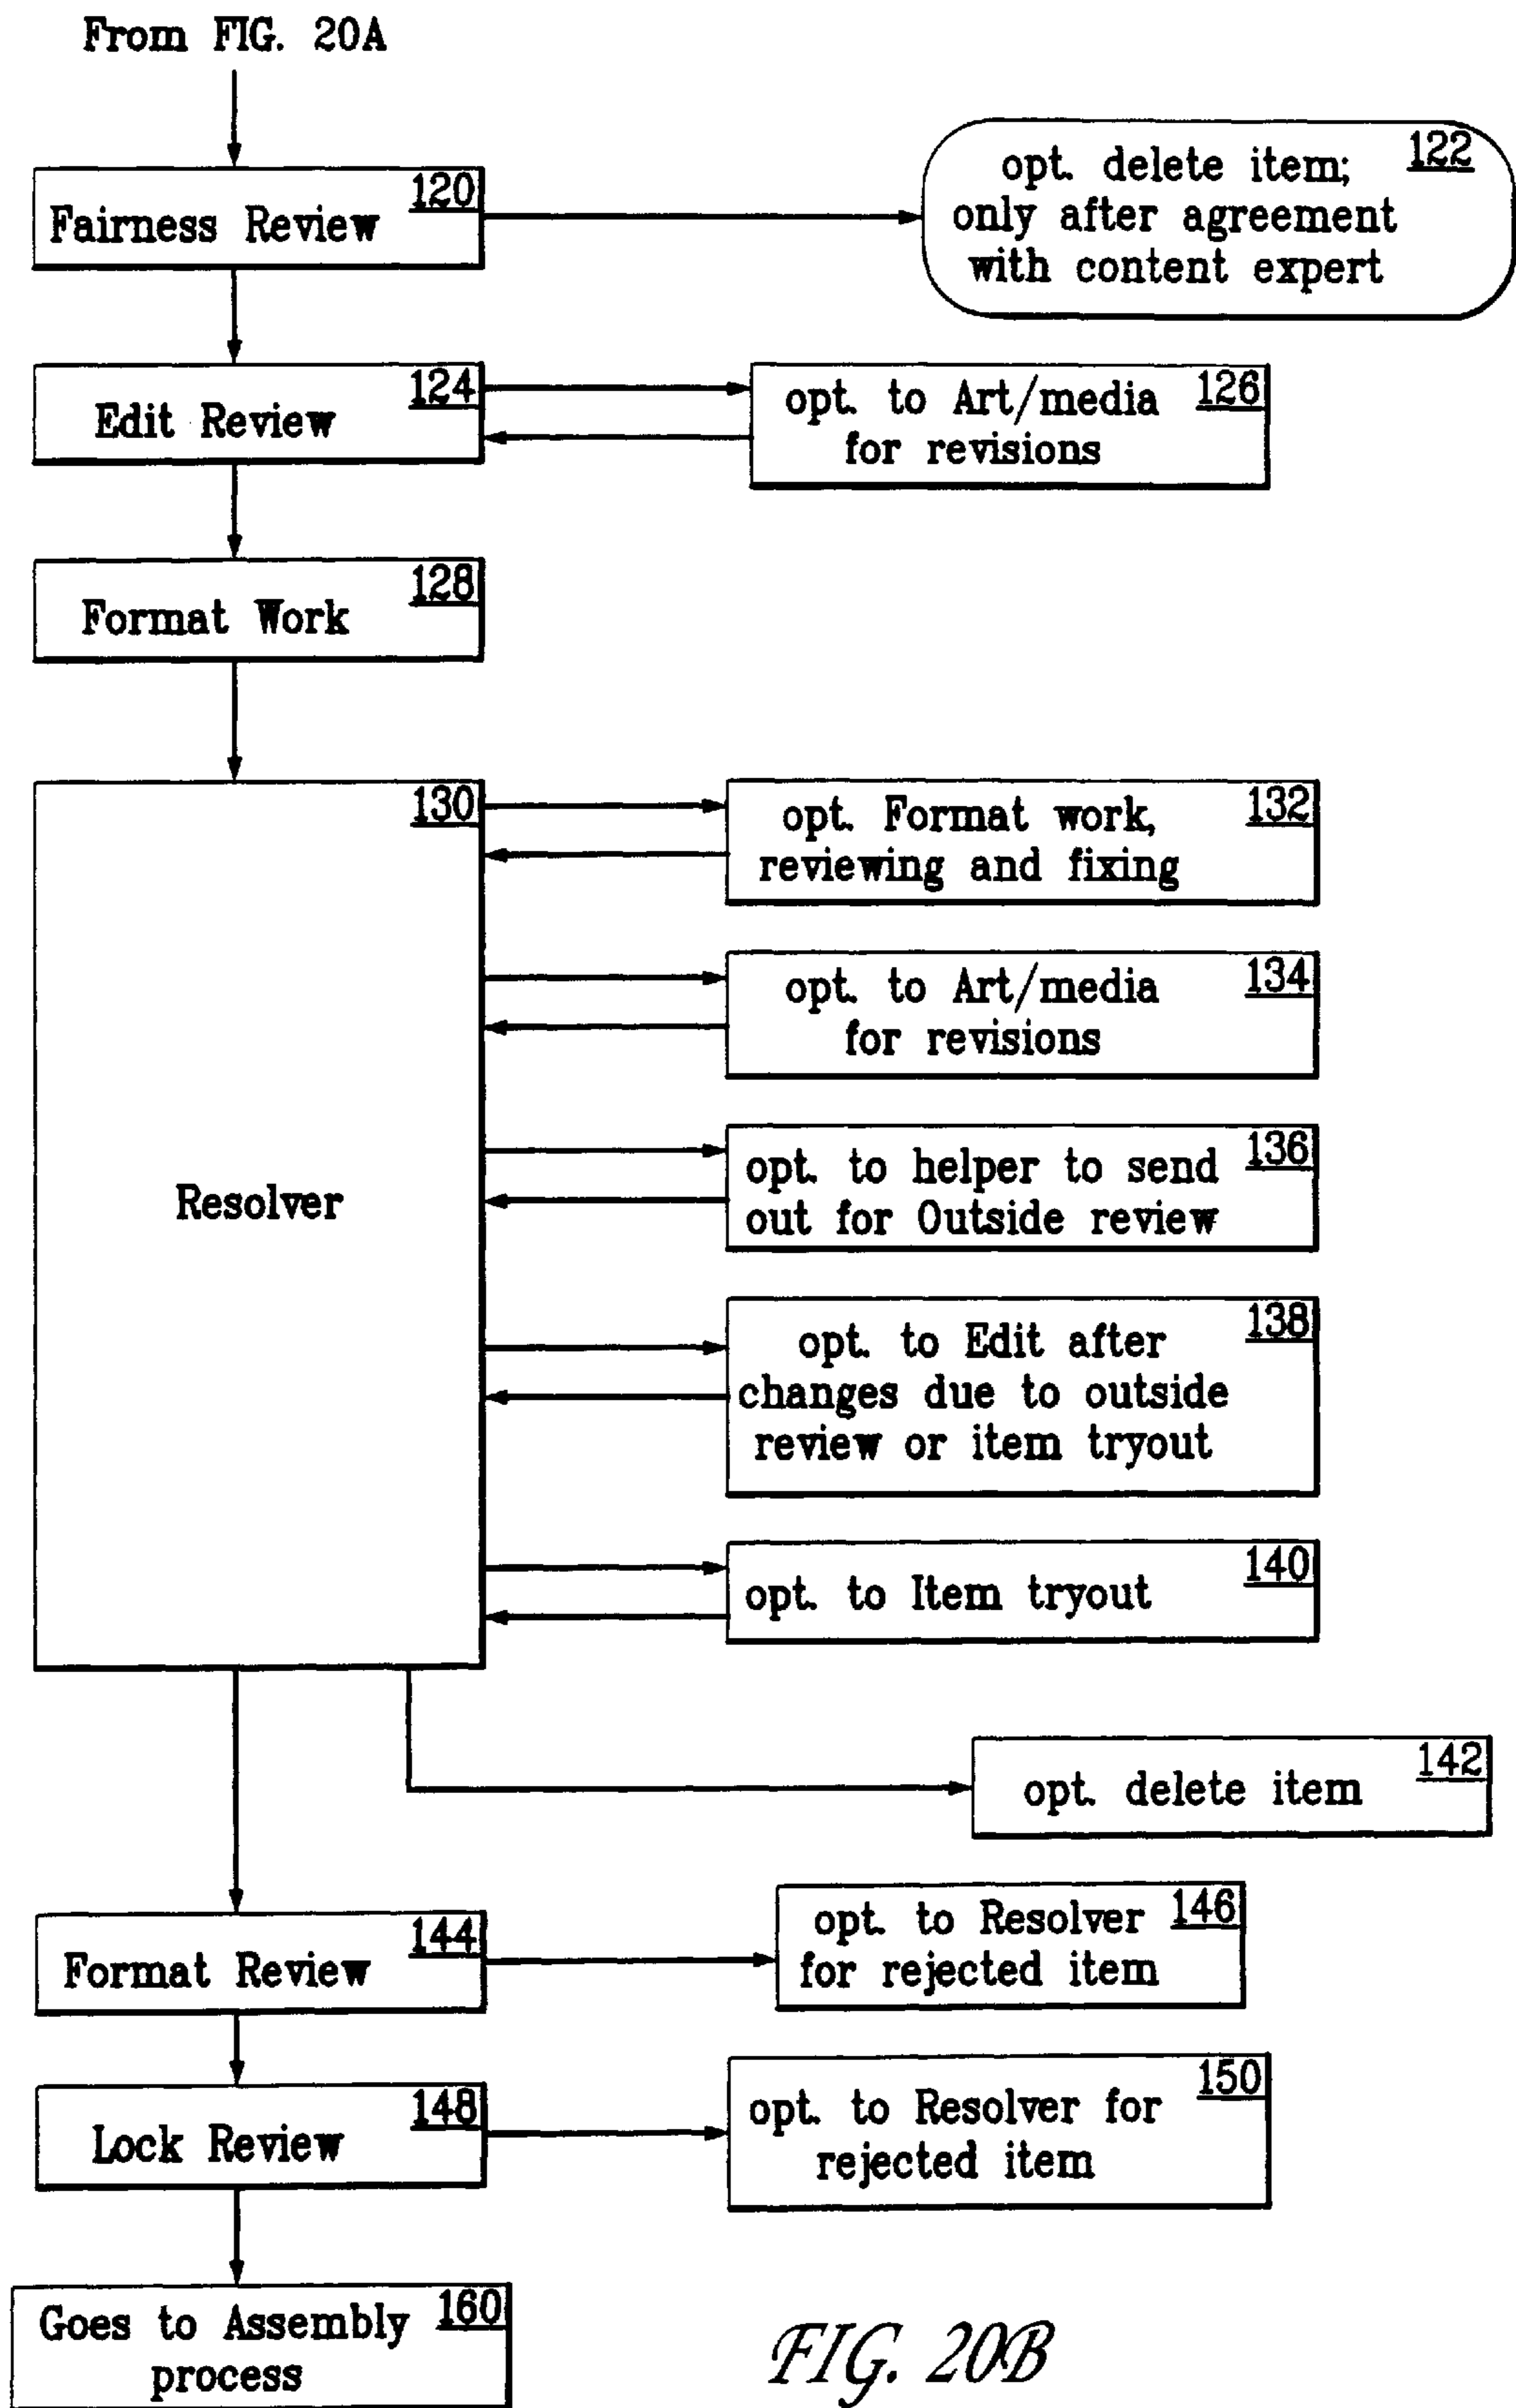 From FIG. 20A
120
Fairness Review
opt. delete item; 122
only after agreement
with content expert
124
Edit Review
opt. to Art/media 126
for revisions
128
Format Work
130
Resolver
opt. Format work, 132
reviewing and fixing
opt. to Art/media 134
for revisions
opt. to helper to send 136
out for Outside review
138
opt. to Edit after
changes due to outside
review or item tryout
140
opt. to Item tryout
142
opt. delete item
144
Format Review
opt. to Resolver 146
for rejected item
148
Lock Review
150
opt. to Resolver for
rejected item
Goes to Assembly 160
process
FIG. 20B